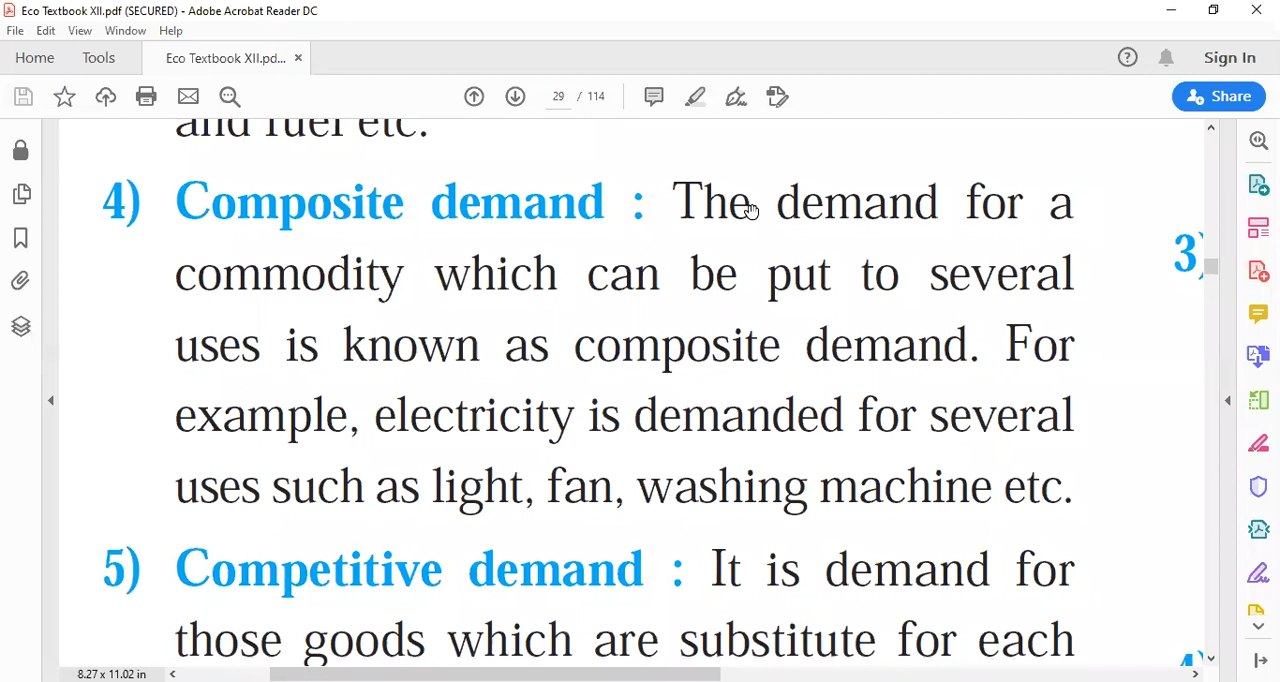 Eco Textbook XII.pdf (SECURED) - Adobe Acrobat Reader DC
File Edit View Window Help
Home Tools Eco Textbook XII.pd... × Sign In
29 / 114 Share
and fuel etc.
4) Composite demand : The demand for a
commodity which can be put to several
uses is known as composite demand. For
example, electricity is demanded for several
uses such as light, fan, washing machine etc.
5) Competitive demand : It is demand for
those goods which are substitute for each
3)
4)
8.27 x 11.02 in